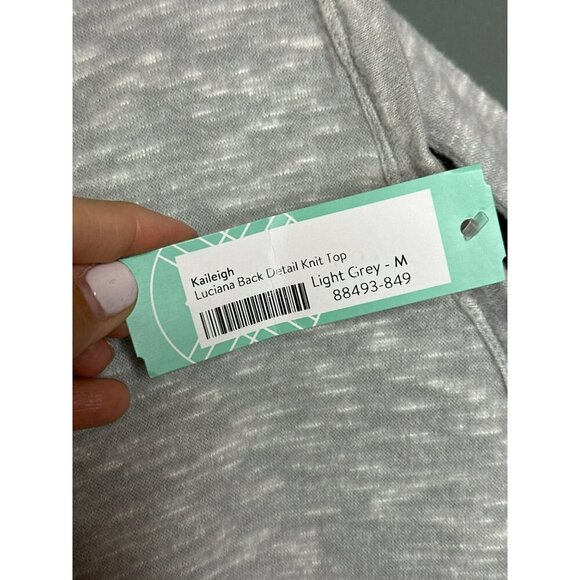 Kaileigh
Luciana Back Detail Knit Top
Light Grey - M
88493-849